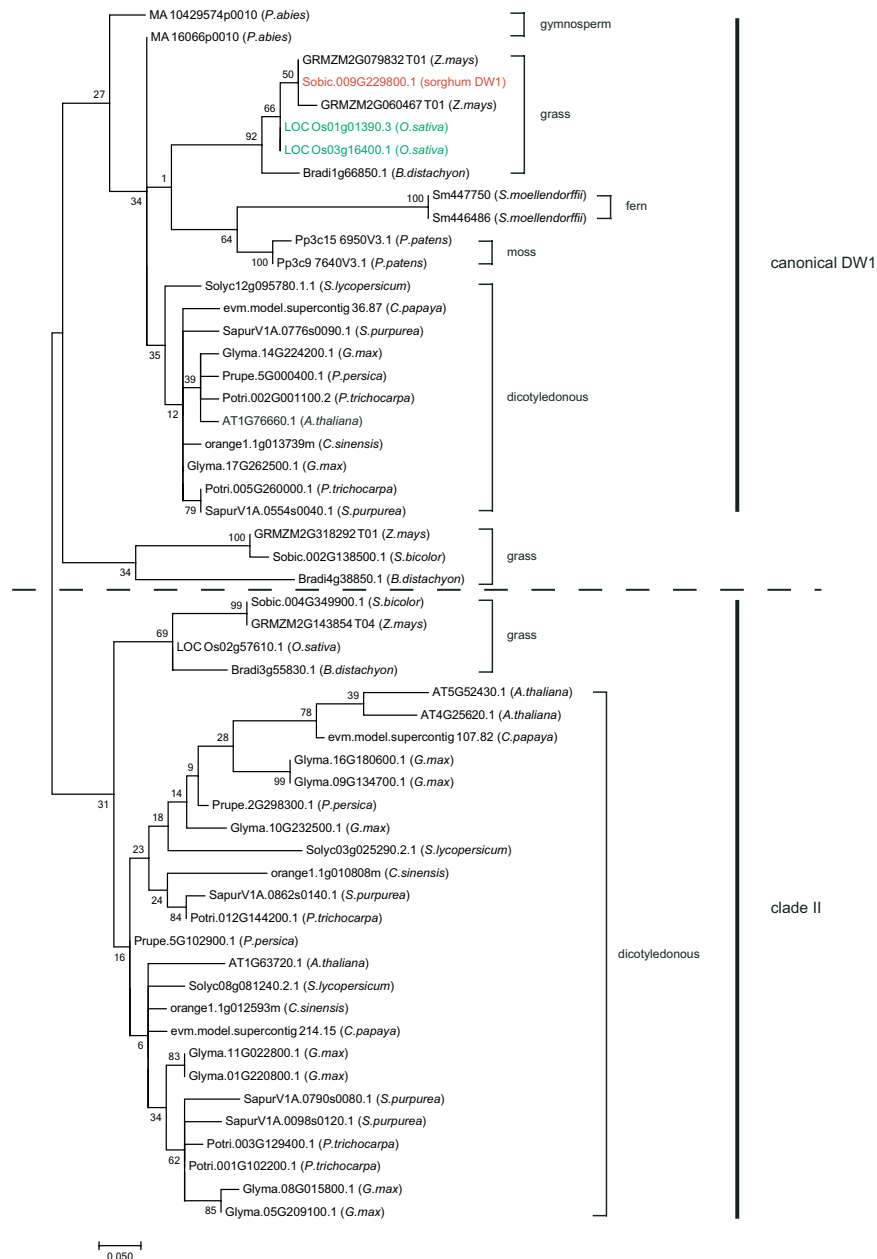 MA 10429574p0010 (P.abies)
gymnosperm
MA 16066p0010 (P.abies)
GRMZM2G079832 T01 (Z.mays)
50
Sobic.009G229800.1 (sorghum DW1)
27
GRMZM2G060467 T01 (Z.mays)
grass
66
LOC Os01g01390.3 (O.sativa)
92
LOC Os03g16400.1 (O.sativa)
1
Bradi1g66850.1 (B.distachyon)
34
100
Sm447750 (S.moellendorffii)
fern
Sm446486 (S.moellendorffii)
64
Pp3c15 6950V3.1 (P.patens)
moss
100
Pp3c9 7640V3.1 (P.patens)
canonical DW1
Solyc12g095780.1.1 (S.lycopersicum)
evm.model.supercontig 36.87 (C.papaya)
SapurV1A.0776s0090.1 (S.purpurea)
35
Glyma.14G224200.1 (G.max)
39
Prupe.5G000400.1 (P.persica)
dicotyledonous
Potri.002G001100.2 (P.trichocarpa)
12
AT1G76660.1 (A.thaliana)
orange1.1g013739m (C.sinensis)
Glyma.17G262500.1 (G.max)
Potri.005G260000.1 (P.trichocarpa)
79
SapurV1A.0554s0040.1 (S.purpurea)
GRMZM2G318292 T01 (Z.mays)
100
Sobic.002G138500.1 (S.bicolor)
grass
34
Bradi4g38850.1 (B.distachyon)
Sobic.004G349900.1 (S.bicolor)
99
GRMZM2G143854 T04 (Z.mays)
grass
69
LOC Os02g57610.1 (O.sativa)
Bradi3g55830.1 (B.distachyon)
39
AT5G52430.1 (A.thaliana)
78
AT4G25620.1 (A.thaliana)
28
evm.model.supercontig 107.82 (C.papaya)
9
Glyma.16G180600.1 (G.max)
99
Glyma.09G134700.1 (G.max)
31
14
Prupe.2G298300.1 (P.persica)
18
Glyma.10G232500.1 (G.max)
23
Solyc03g025290.2.1 (S.lycopersicum)
orange1.1g010808m (C.sinensis)
24
SapurV1A.0862s0140.1 (S.purpurea)
84
Potri.012G144200.1 (P.trichocarpa)
clade II
16
Prupe.5G102900.1 (P.persica)
dicotyledonous
AT1G63720.1 (A.thaliana)
Solyc08g081240.2.1 (S.lycopersicum)
orange1.1g012593m (C.sinensis)
6
evm.model.supercontig 214.15 (C.papaya)
83
Glyma.11G022800.1 (G.max)
Glyma.01G220800.1 (G.max)
34
SapurV1A.0790s0080.1 (S.purpurea)
SapurV1A.0098s0120.1 (S.purpurea)
Potri.003G129400.1 (P.trichocarpa)
62
Potri.001G102200.1 (P.trichocarpa)
Glyma.08G015800.1 (G.max)
85
Glyma.05G209100.1 (G.max)
0.050